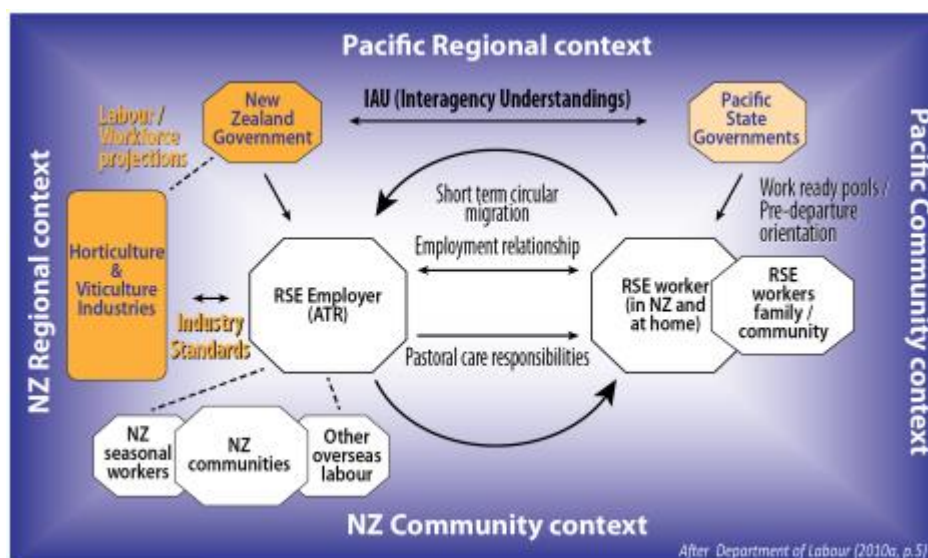 Pacific Regional context
New
Zealand
Government
IAU (Interagency Understandings)
Pacific
State
Governments
Labour /
Workforce
projections
Short term circular
migration
Work ready pools /
Pre-departure
orientation
NZ Regional context
Pacific Community context
Horticulture
&
Viticulture
Industries
Employment relationship
RSE Employer
(ATR)
RSE worker
(in NZ and
at home)
RSE
workers
family /
community
Industry
Standards
Pastoral care responsibilities
NZ
seasonal
workers
NZ
communities
Other
overseas
labour
NZ Community context
After Department of Labour (2010a, p.5)